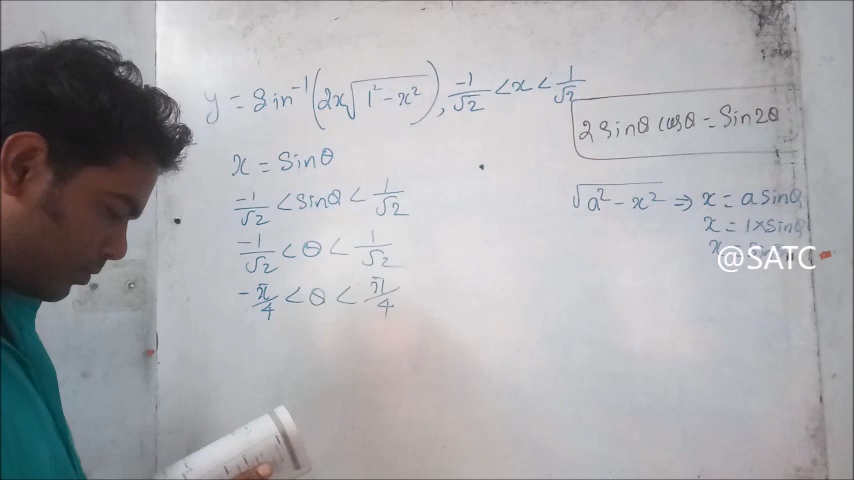 y = Sin⁻¹(2x√(1² − x²)), -1/√2 < x < 1/√2
2 Sinθ cosθ = Sin2θ
x = Sinθ
-1/√2 < Sinθ < 1/√2
-1/√2 < θ < 1/√2
-π/4 < θ < π/4
√(a² − x²) ⇒ x = a Sinθ
x = 1 × Sinθ
x
@SATC